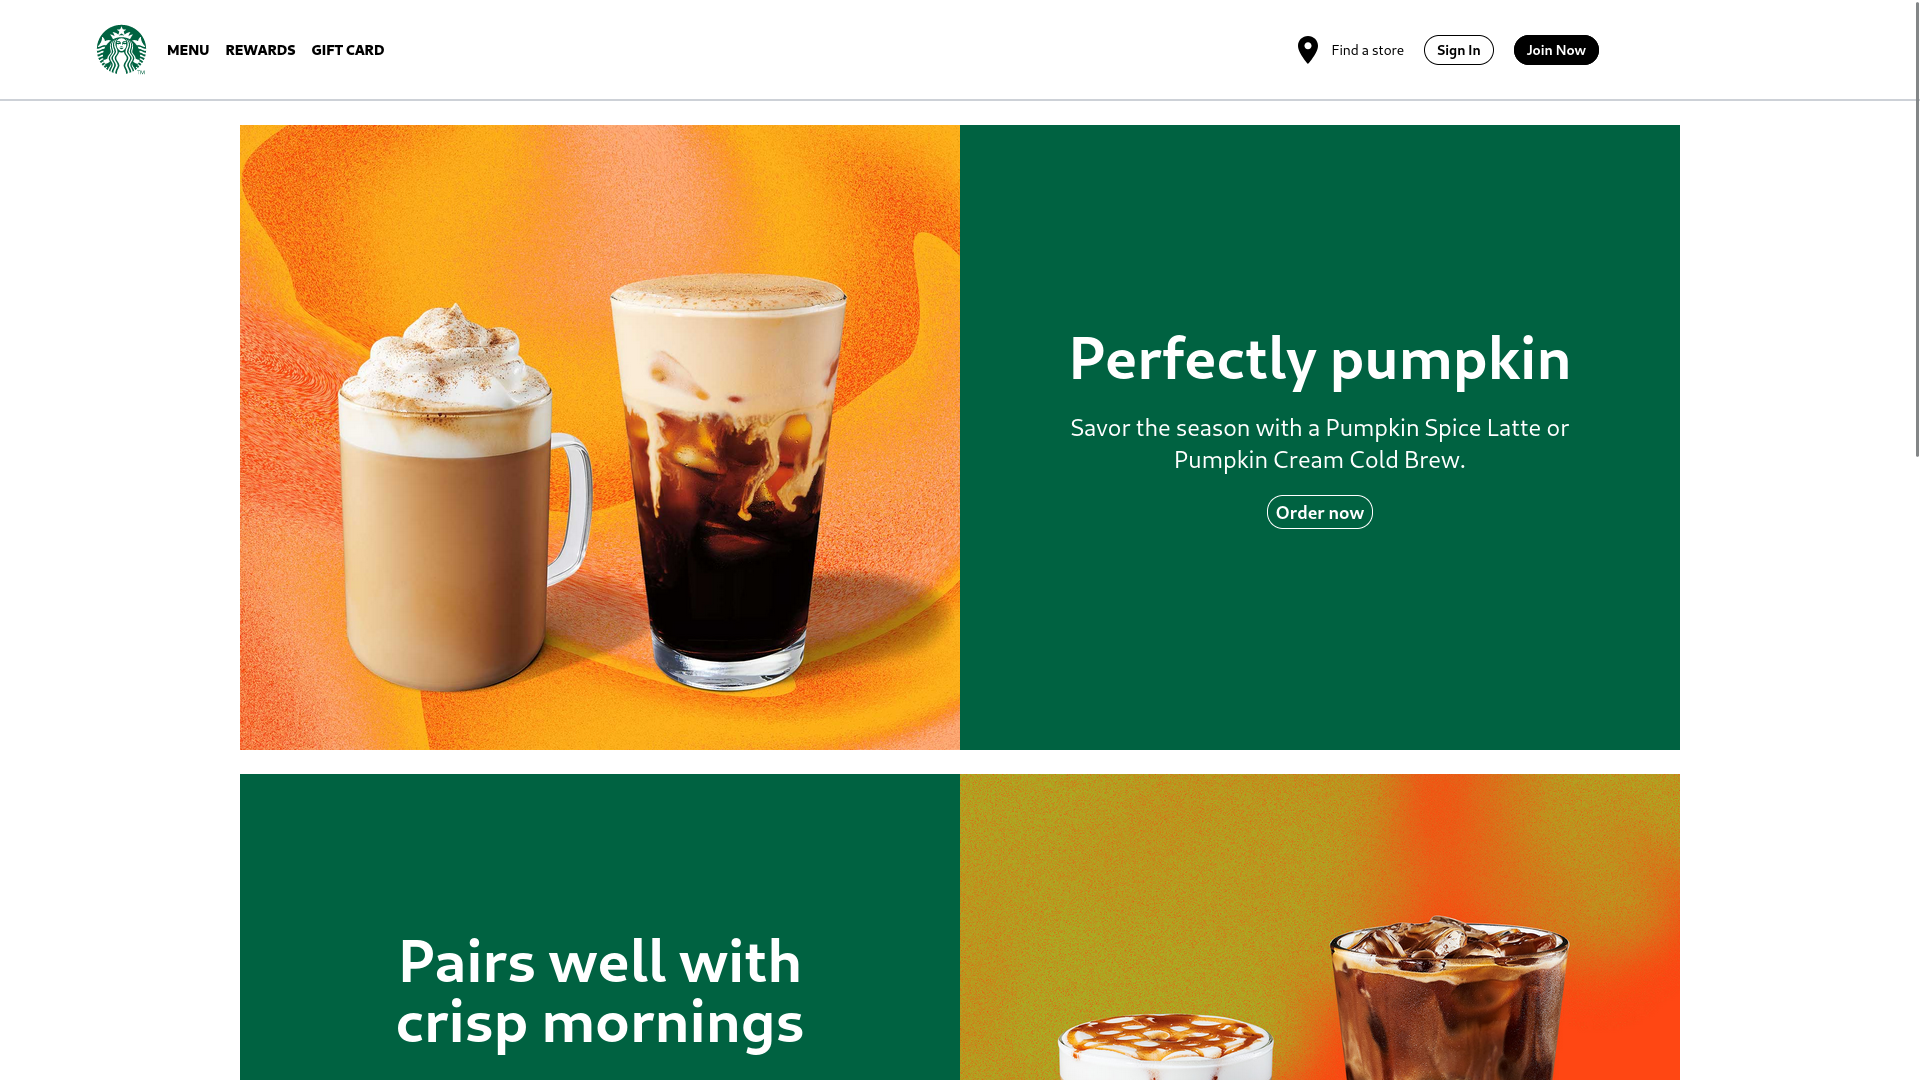 MENU REWARDS GIFT CARD Find a store Sign In Join Now
Perfectly pumpkin
Savor the season with a Pumpkin Spice Latte or
Pumpkin Cream Cold Brew.
Order now
Pairs well with
crisp mornings